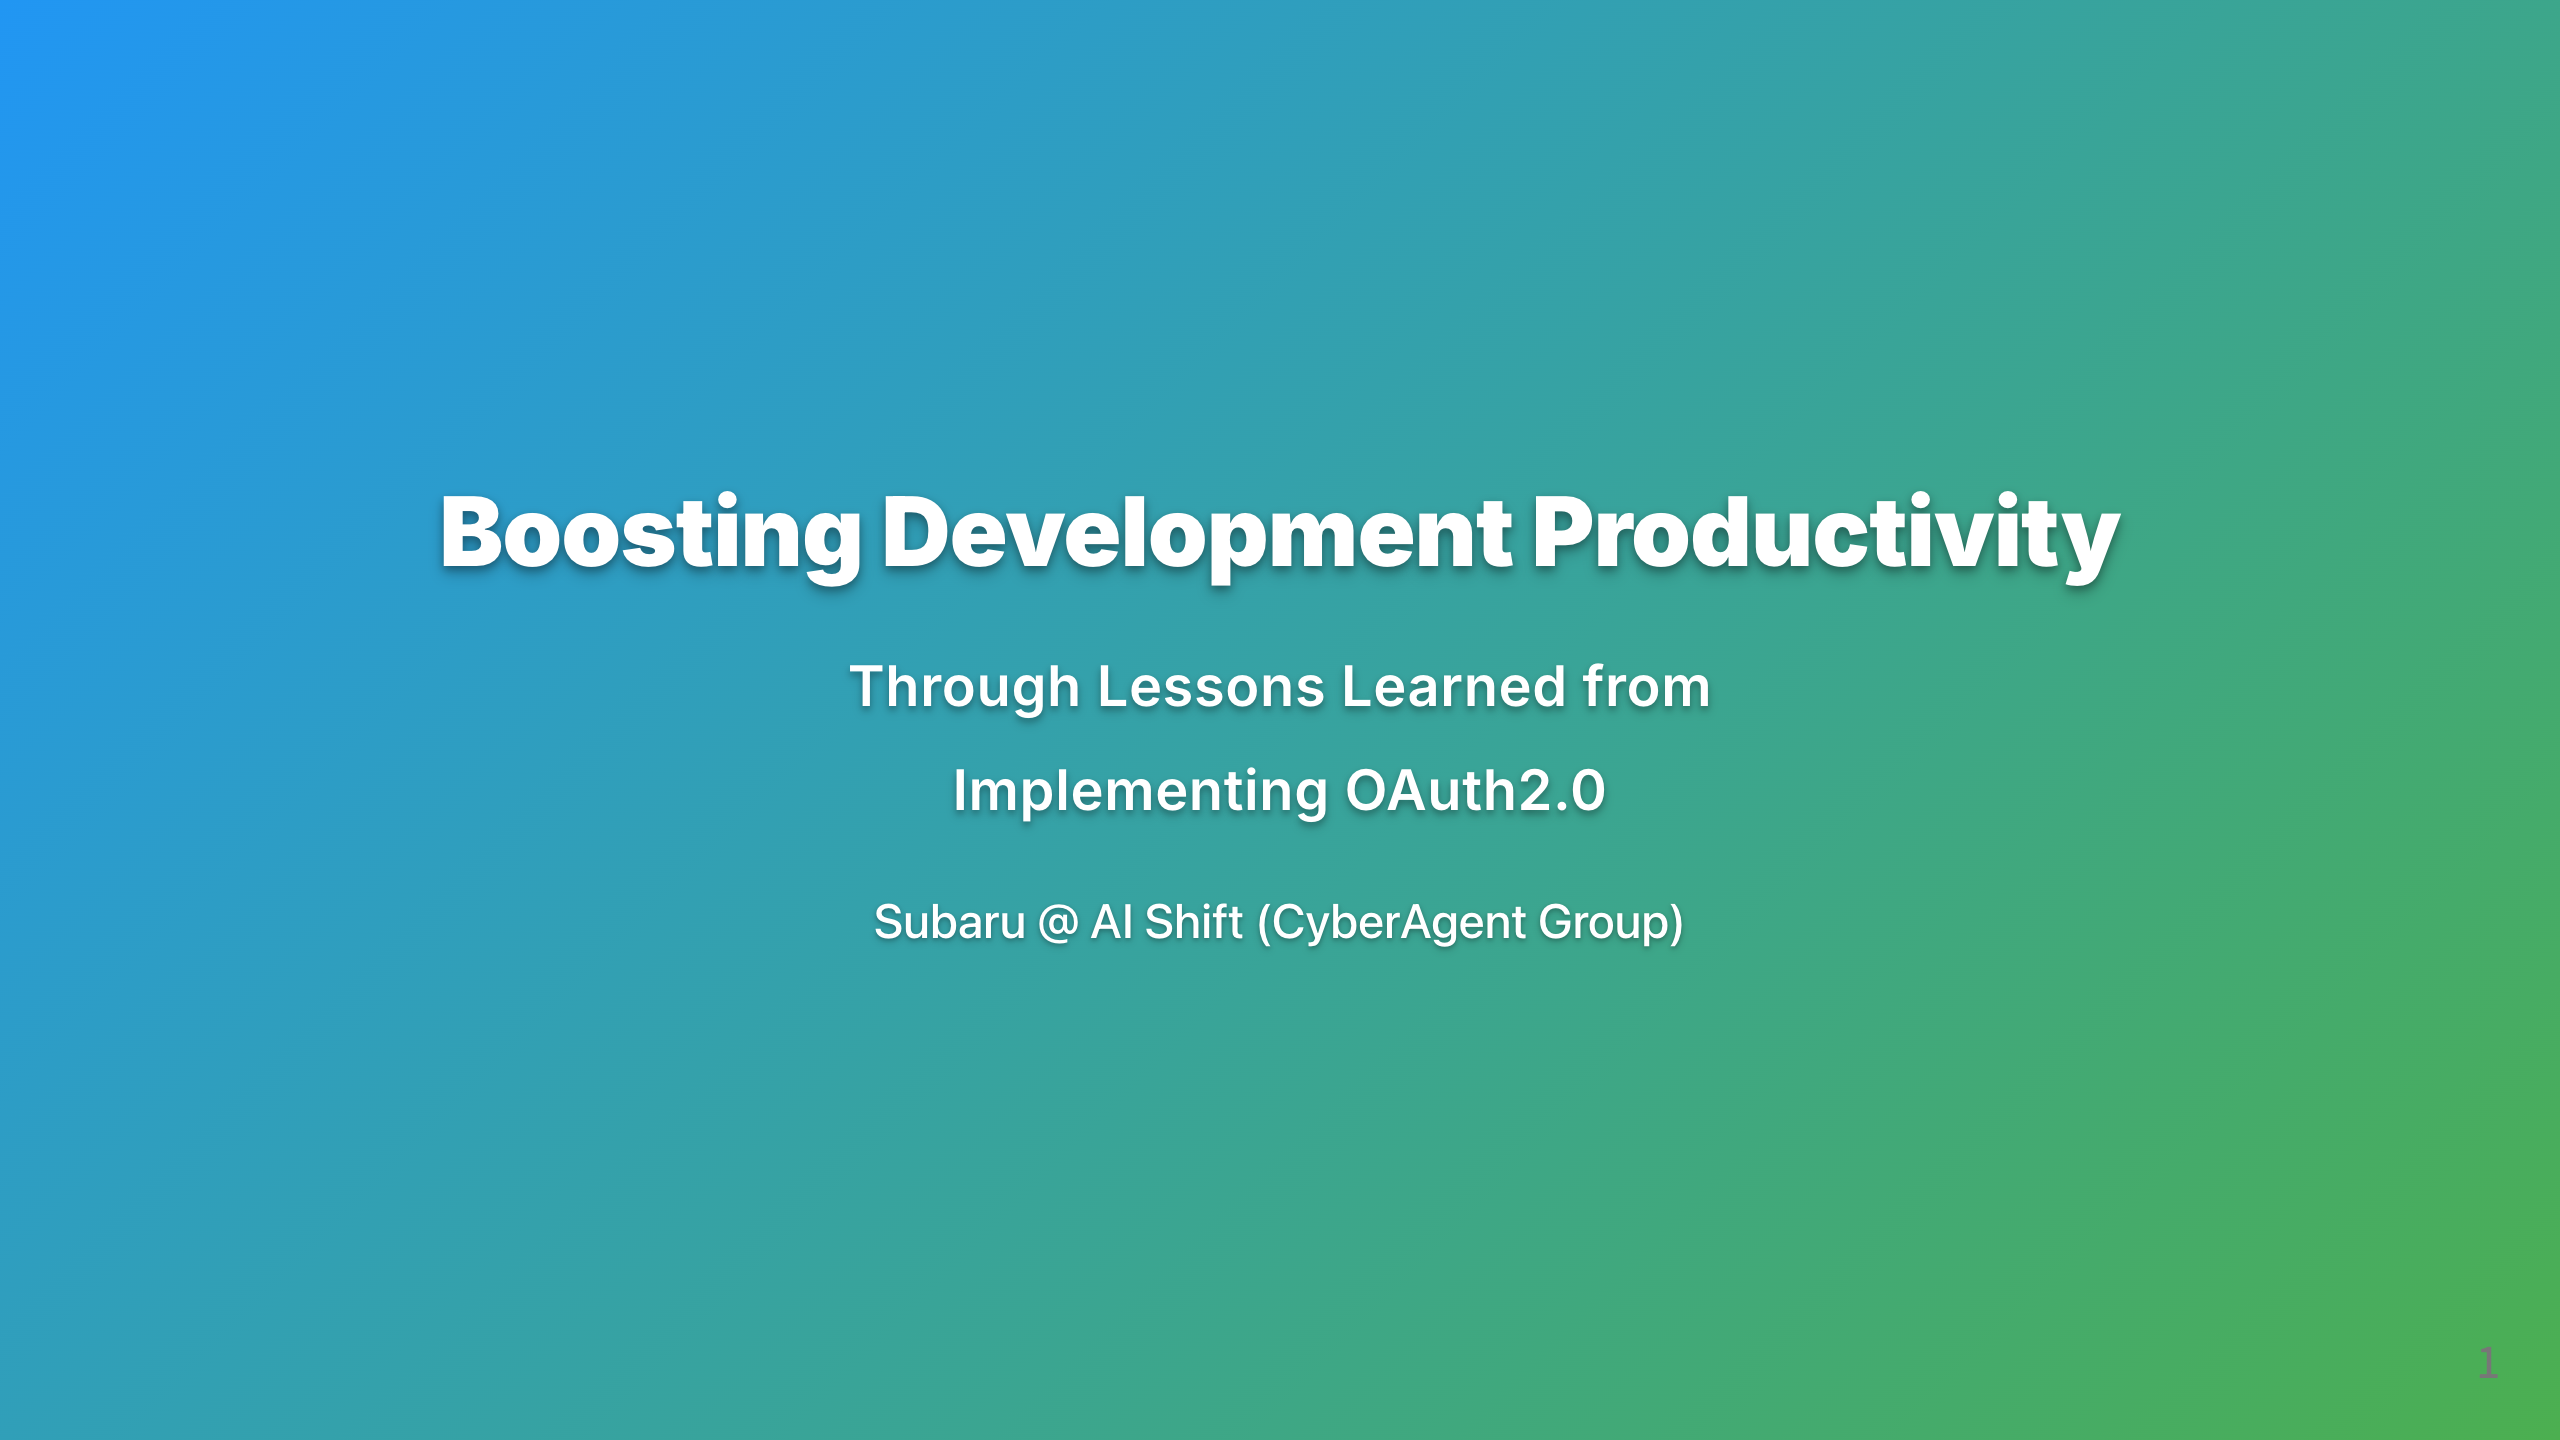 Boosting Development Productivity
Through Lessons Learned from
Implementing OAuth2.0
Subaru @ AI Shift (CyberAgent Group)
1